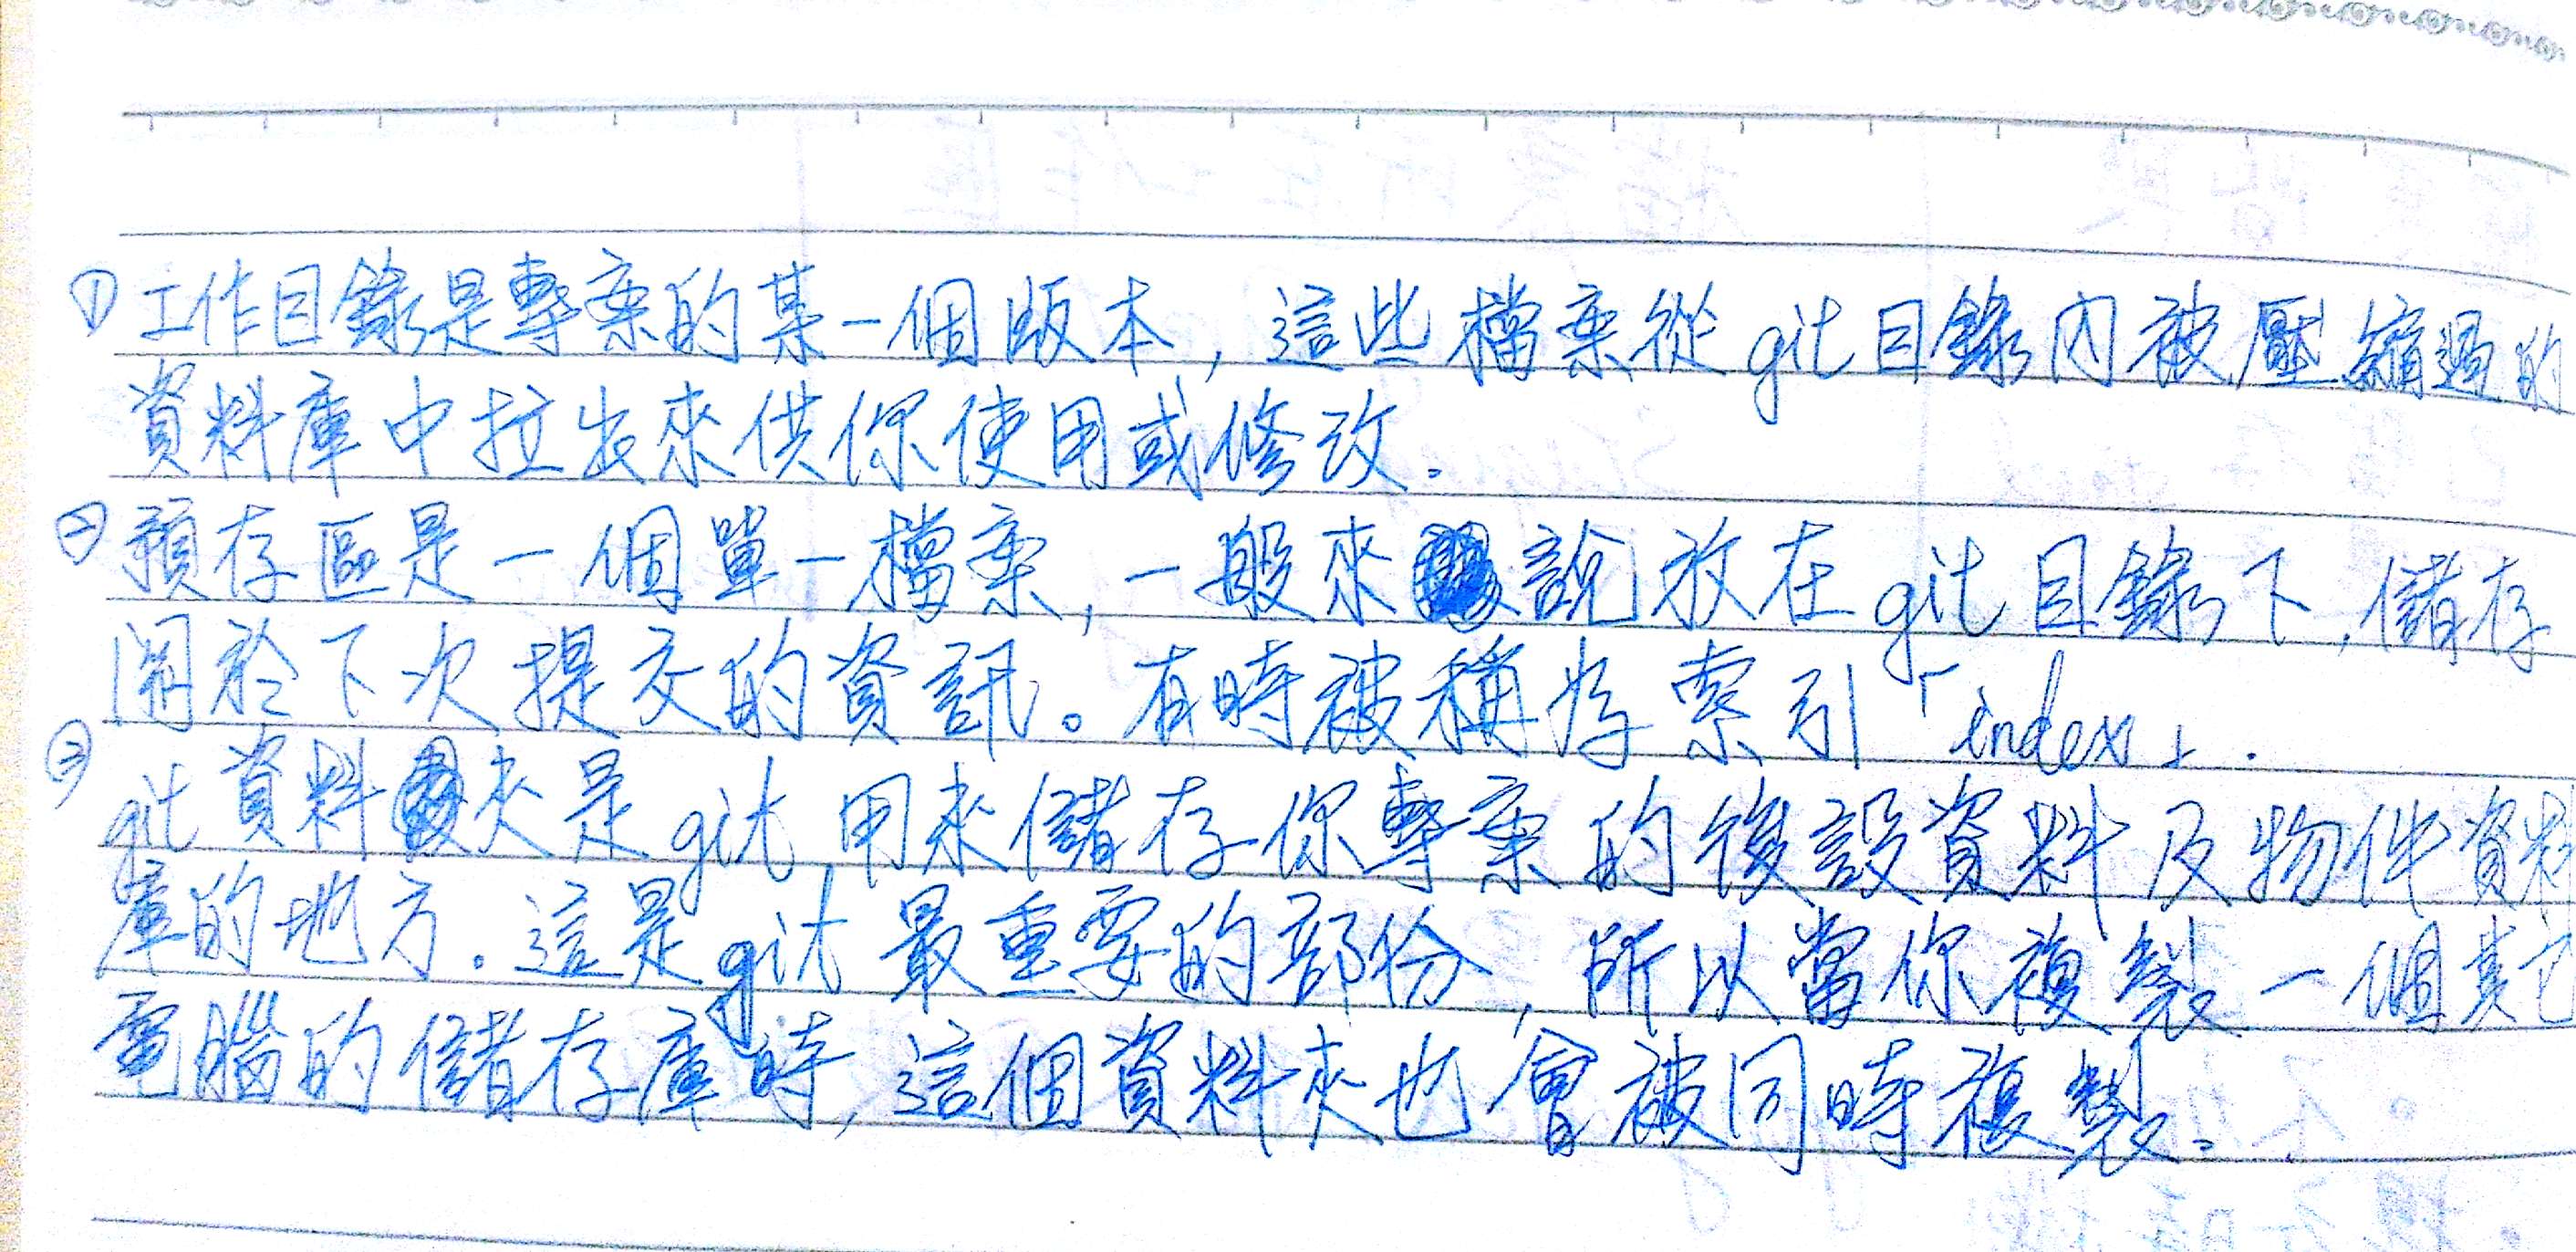 ①工作目錄是專案的某一個版本, 這些檔案從git目錄內被壓縮過的
資料庫中拉出來供你使用或修改.
②預存區是一個單一檔案, 一般來說放在git目錄下, 儲存
關於下次提交的資訊。有時被稱為索引「index」.
③git資料夾是git用來儲存你專案的後設資料及物件資料
庫的地方. 這是git最重要的部份, 所以當你複製一個其它
電腦的儲存庫時, 這個資料夾也會被同時複製.